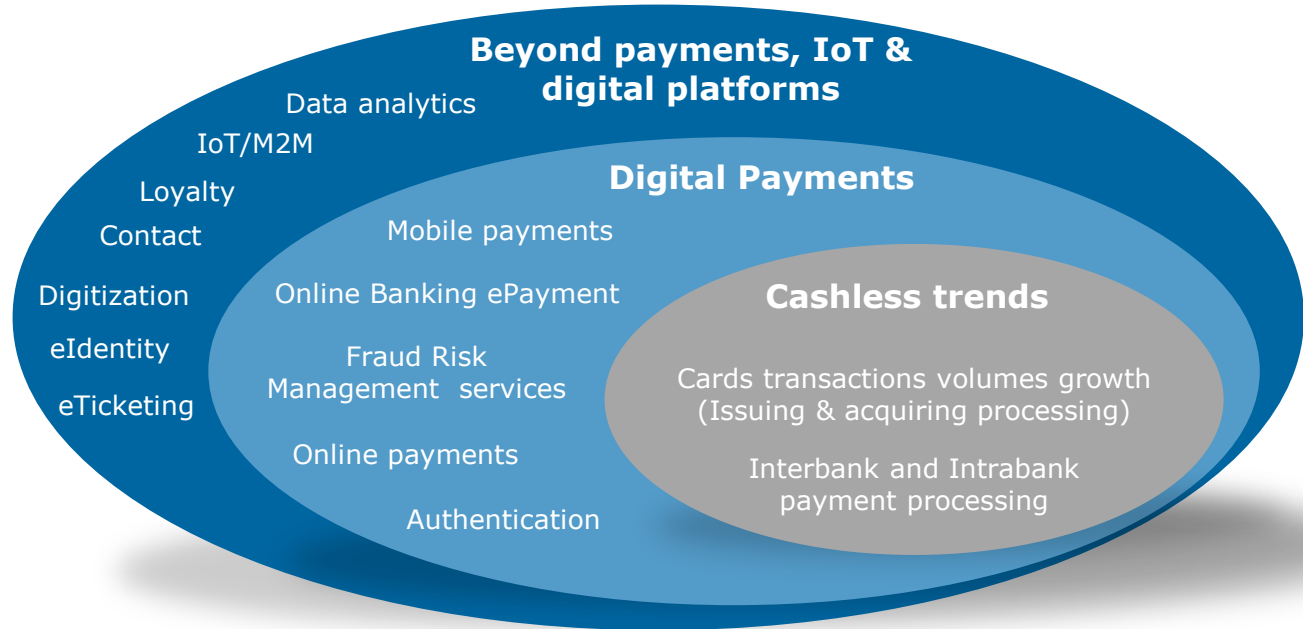 Beyond payments, IoT &
digital platforms
Data analytics
IoT/M2M
Loyalty
Contact
Digitization
eIdentity
eTicketing
Digital Payments
Mobile payments
Online Banking ePayment
Fraud Risk
Management services
Online payments
Authentication
Cashless trends
Cards transactions volumes growth
(Issuing & acquiring processing)
Interbank and Intrabank
payment processing